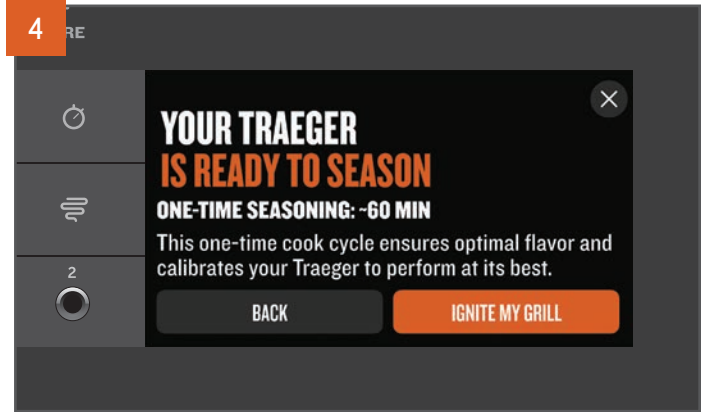 4
RE
YOUR TRAEGER
IS READY TO SEASON
ONE-TIME SEASONING: ~60 MIN
This one-time cook cycle ensures optimal flavor and
calibrates your Traeger to perform at its best.
2
BACK
IGNITE MY GRILL